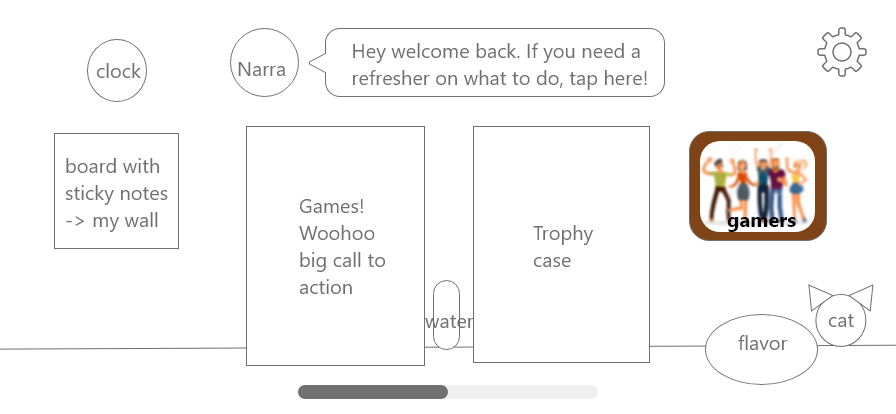 clock
Narra
Hey welcome back. If you need a
refresher on what to do, tap here!
board with
sticky notes
-> my wall
Games!
Woohoo
big call to
action
Trophy
case
gamers
water
flavor
cat